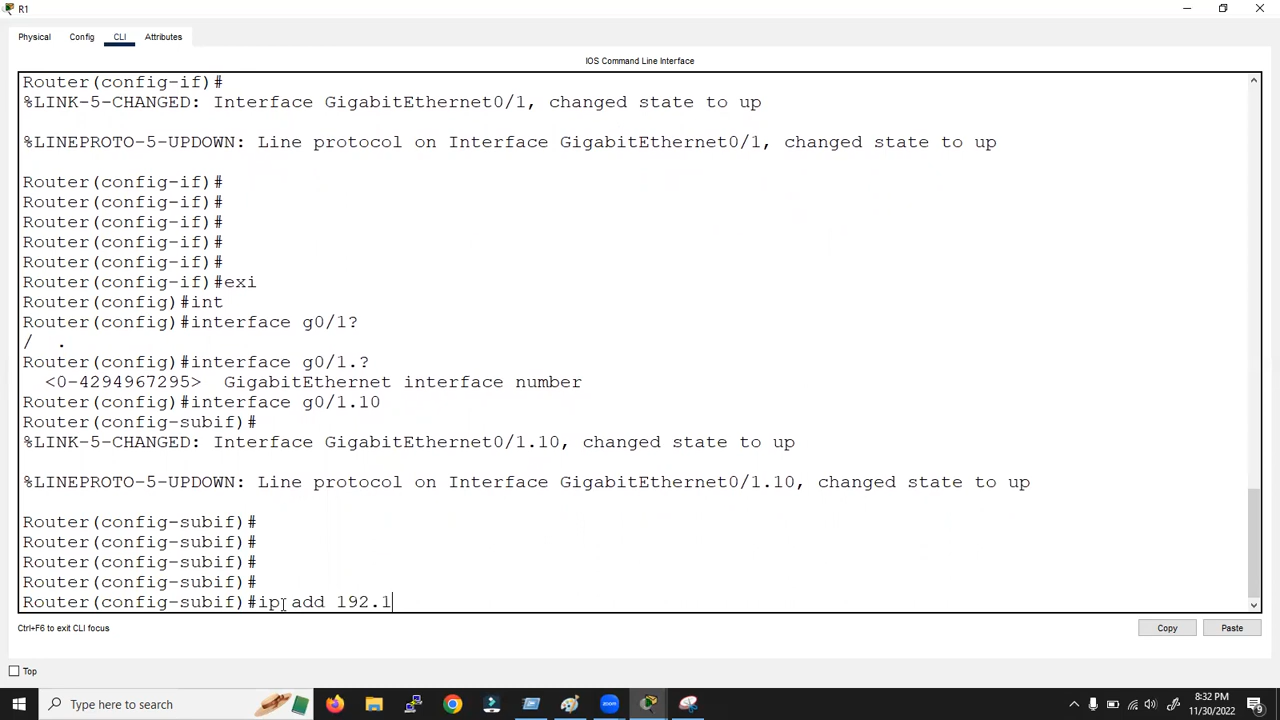 R1
Physical Config CLI Attributes
IOS Command Line Interface
Router(config-if)#
%LINK-5-CHANGED: Interface GigabitEthernet0/1, changed state to up
%LINEPROTO-5-UPDOWN: Line protocol on Interface GigabitEthernet0/1, changed state to up
Router(config-if)#
Router(config-if)#
Router(config-if)#
Router(config-if)#
Router(config-if)#
Router(config-if)#exi
Router(config)#int
Router(config)#interface g0/1?
/ .
Router(config)#interface g0/1.?
<0-4294967295> GigabitEthernet interface number
Router(config)#interface g0/1.10
Router(config-subif)#
%LINK-5-CHANGED: Interface GigabitEthernet0/1.10, changed state to up
%LINEPROTO-5-UPDOWN: Line protocol on Interface GigabitEthernet0/1.10, changed state to up
Router(config-subif)#
Router(config-subif)#
Router(config-subif)#
Router(config-subif)#
Router(config-subif)#ip add 192.1
Ctrl+F6 to exit CLI focus
Copy Paste
Top
Type here to search
8:32 PM
11/30/2022
9